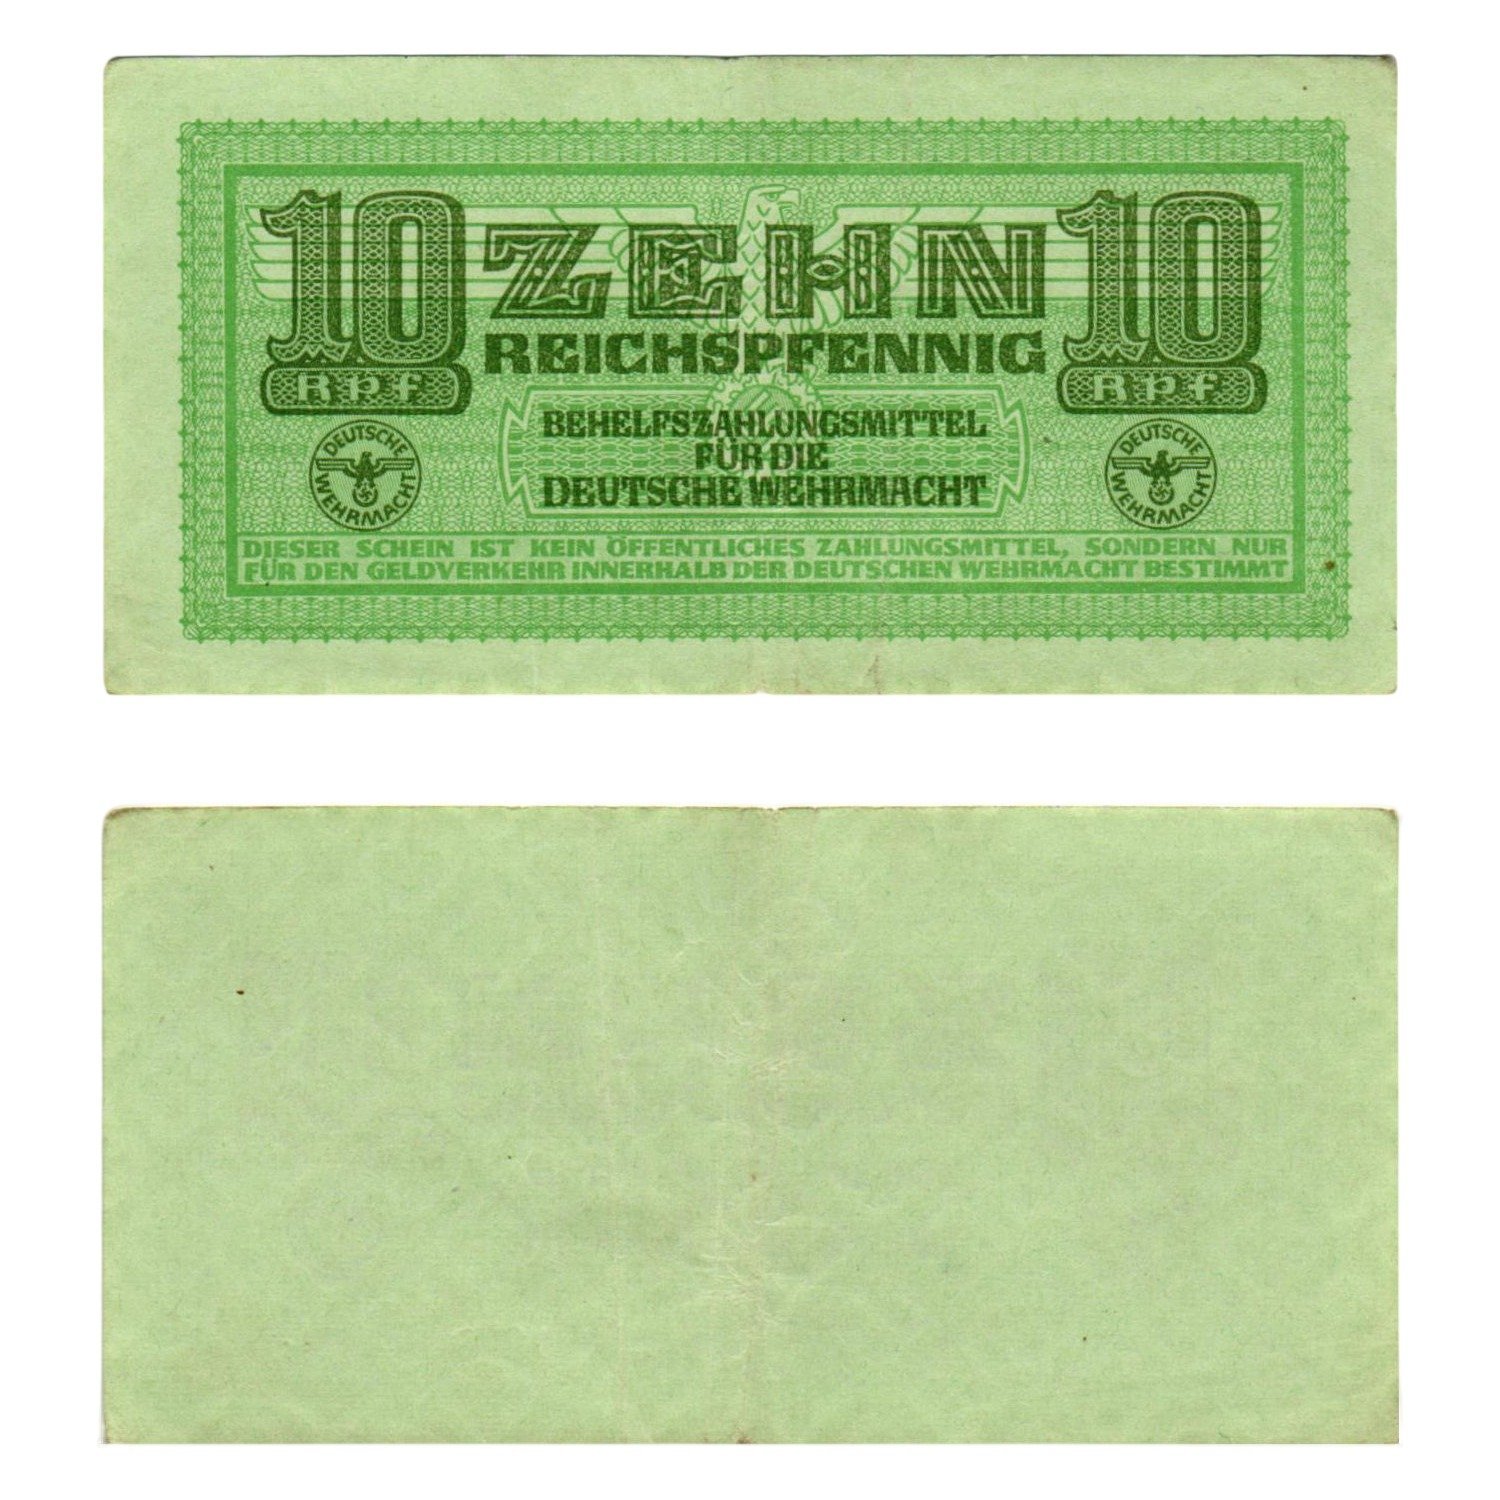 10 ZEHN 10
REICHSPFENNIG
Rpf Rpf
BEHELFSZAHLUNGSMITTEL
FÜR DIE
DEUTSCHE WEHRMACHT
DEUTSCHE WEHRMACHT
DEUTSCHE WEHRMACHT
DIESER SCHEIN IST KEIN ÖFFENTLICHES ZAHLUNGSMITTEL, SONDERN NUR
FÜR DEN GELDVERKEHR INNERHALB DER DEUTSCHEN WEHRMACHT BESTIMMT